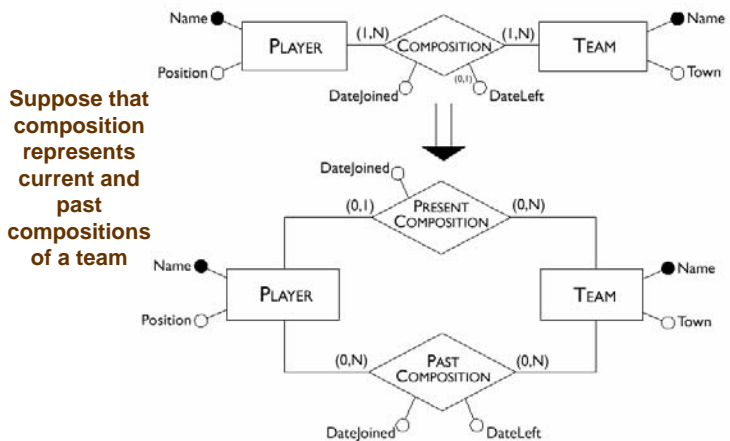 Name
PLAYER
Position
(1,N)
COMPOSITION
(1,N)
DateJoined
(0,1)
DateLeft
TEAM
Name
Town
Suppose that
composition
represents
current and
past
compositions
of a team
DateJoined
(0,1)
PRESENT
COMPOSITION
(0,N)
Name
PLAYER
Position
TEAM
Name
Town
(0,N)
PAST
COMPOSITION
(0,N)
DateJoined
DateLeft